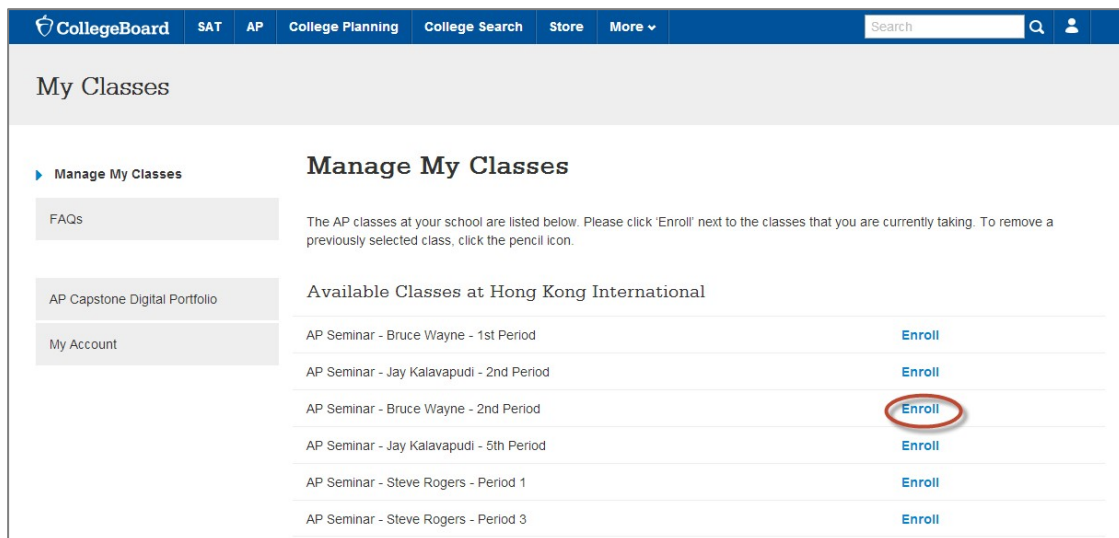 CollegeBoard SAT AP College Planning College Search Store More Search
My Classes
Manage My Classes
FAQs
AP Capstone Digital Portfolio
My Account
Manage My Classes
The AP classes at your school are listed below. Please click 'Enroll' next to the classes that you are currently taking. To remove a
previously selected class, click the pencil icon.
Available Classes at Hong Kong International
AP Seminar - Bruce Wayne - 1st Period Enroll
AP Seminar - Jay Kalavapudi - 2nd Period Enroll
AP Seminar - Bruce Wayne - 2nd Period Enroll
AP Seminar - Jay Kalavapudi - 5th Period Enroll
AP Seminar - Steve Rogers - Period 1 Enroll
AP Seminar - Steve Rogers - Period 3 Enroll